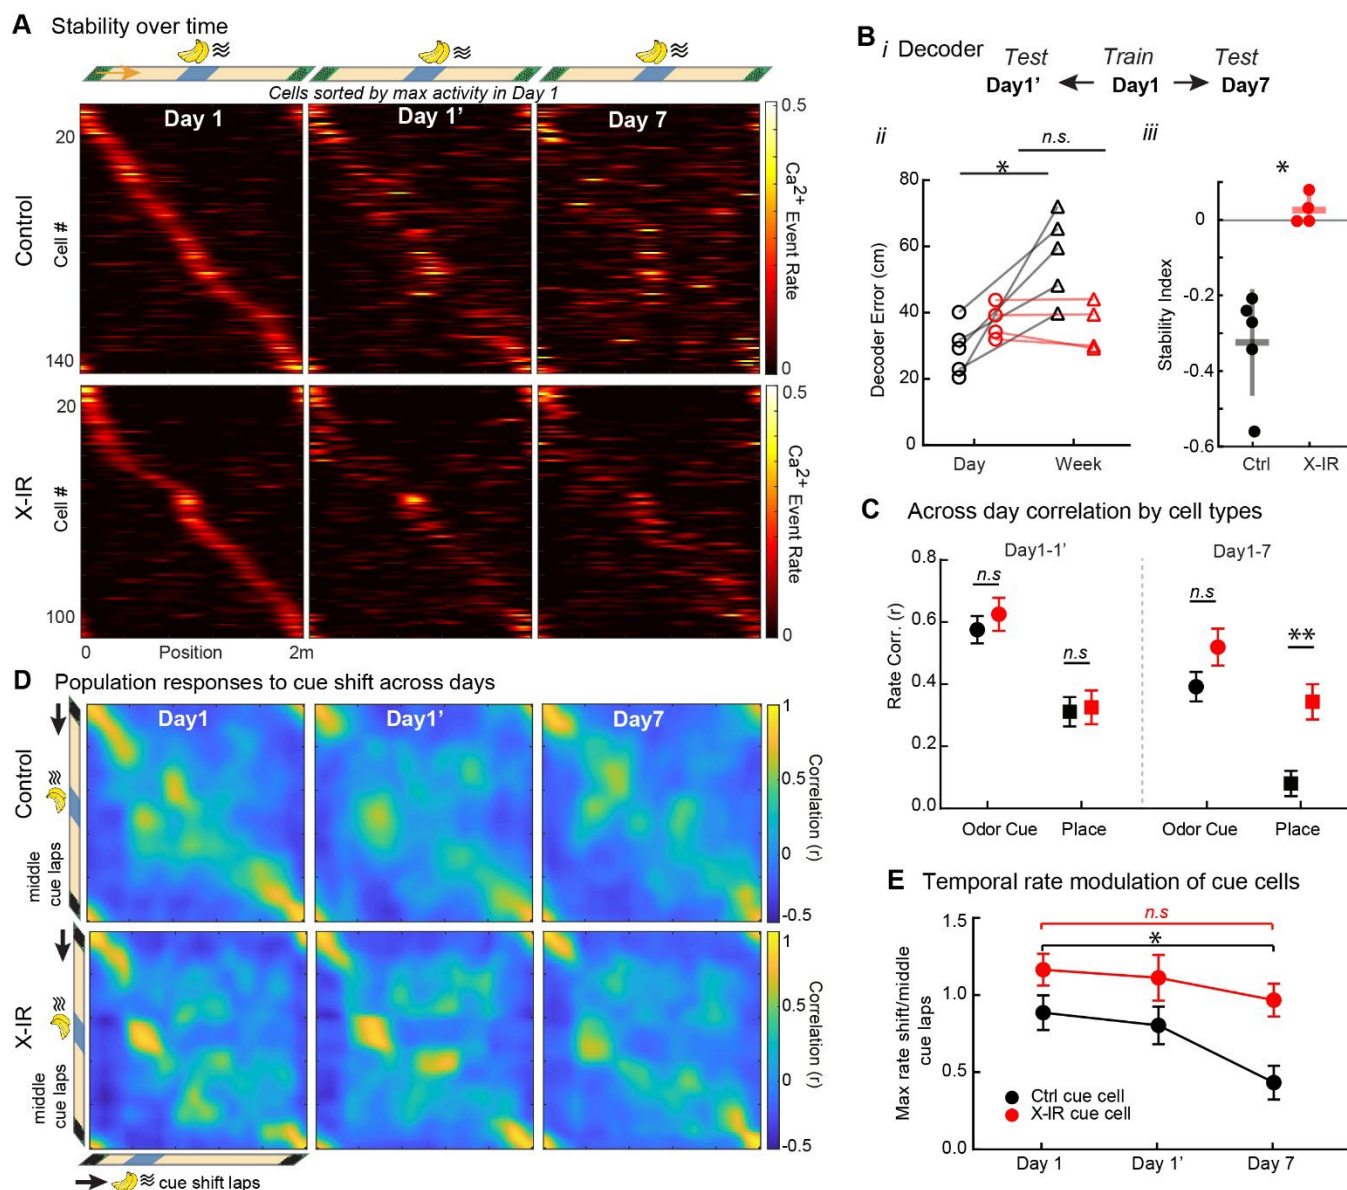 A Stability over time
Cells sorted by max activity in Day 1
Day 1
Day 1’
Day 7
Control
Cell #
20
140
0.5
Ca2+ Event Rate
0
X-IR
Cell #
20
100
0.5
Ca2+ Event Rate
0
0 Position 2m
B
i Decoder
Test Train Test
Day1’ Day1 Day7
ii
n.s.
*
Decoder Error (cm)
80
60
40
20
0
Day Week
iii
*
Stability Index
0
-0.2
-0.4
-0.6
Ctrl X-IR
C Across day correlation by cell types
Day1-1’ Day1-7
Rate Corr. (r)
0.8
0.6
0.4
0.2
0.0
n.s
n.s
n.s
**
Odor Cue Place Odor Cue Place
D Population responses to cue shift across days
Day1
Day1’
Day7
Control
middle
cue laps
1
0.5
0
-0.5
Correlation (r)
X-IR
middle
cue laps
1
0.5
0
-0.5
Correlation (r)
cue shift laps
E Temporal rate modulation of cue cells
Max rate shift/middle
cue laps
1.5
1.0
0.5
0.0
n.s
*
Ctrl cue cell
X-IR cue cell
Day 1 Day 1’ Day 7